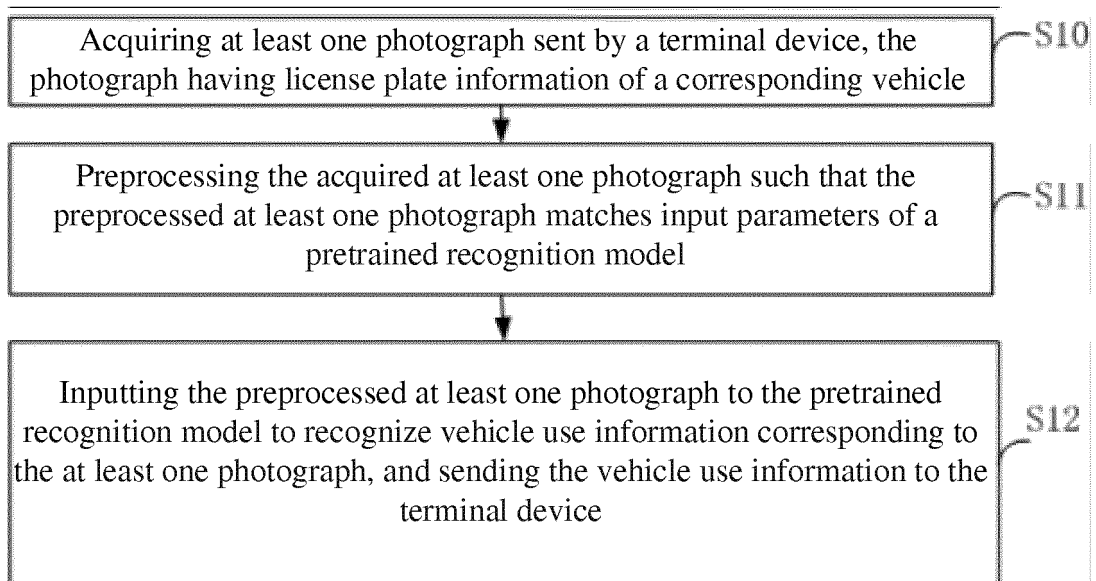 Acquiring at least one photograph sent by a terminal device, the
photograph having license plate information of a corresponding vehicle
S10
Preprocessing the acquired at least one photograph such that the
preprocessed at least one photograph matches input parameters of a
pretrained recognition model
S11
Inputting the preprocessed at least one photograph to the pretrained
recognition model to recognize vehicle use information corresponding to
the at least one photograph, and sending the vehicle use information to the
terminal device
S12